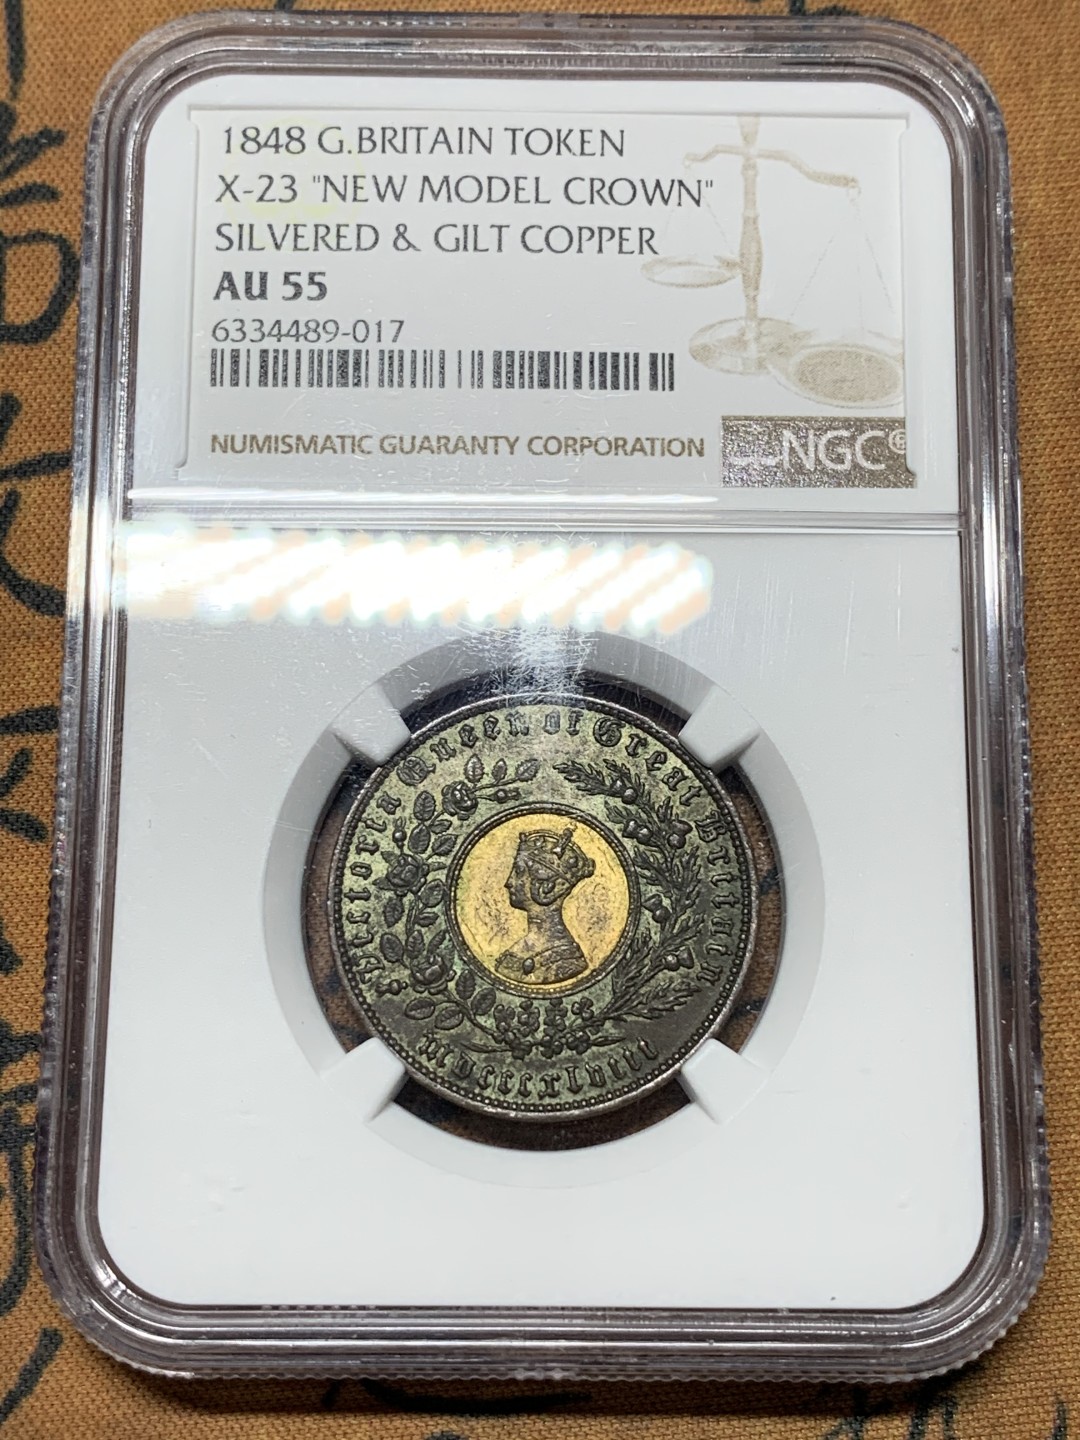 1848 G.BRITAIN TOKEN
X-23 "NEW MODEL CROWN"
SILVERED & GILT COPPER
AU 55
6334489-017
NUMISMATIC GUARANTY CORPORATION
NGC®
Victoria Queen of Great Britain
mdcccxlviii